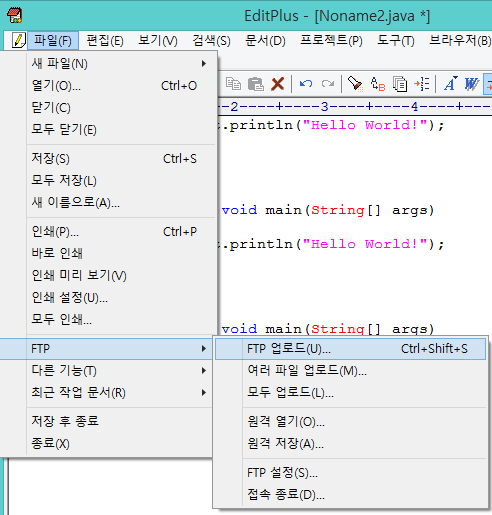 EditPlus - [Noname2.java *]
파일(F) 편집(E) 보기(V) 검색(S) 문서(D) 프로젝트(P) 도구(T) 브라우저(B)
새 파일(N)
열기(O)... Ctrl+O
닫기(C)
모두 닫기(E)
저장(S) Ctrl+S
모두 저장(L)
새 이름으로(A)...
인쇄(P)... Ctrl+P
바로 인쇄
인쇄 미리 보기(V)
인쇄 설정(U)...
모두 인쇄...
FTP
다른 기능(T)
최근 작업 문서(R)
저장 후 종료
종료(X)
FTP 업로드(U)... Ctrl+Shift+S
여러 파일 업로드(M)...
모두 업로드(L)...
원격 열기(O)...
원격 저장(A)...
FTP 설정(S)...
접속 종료(D)...
A W
--2----+----3----+----4----+---
t.println("Hello World!");
void main(String[] args)
t.println("Hello World!");
void main(String[] args)